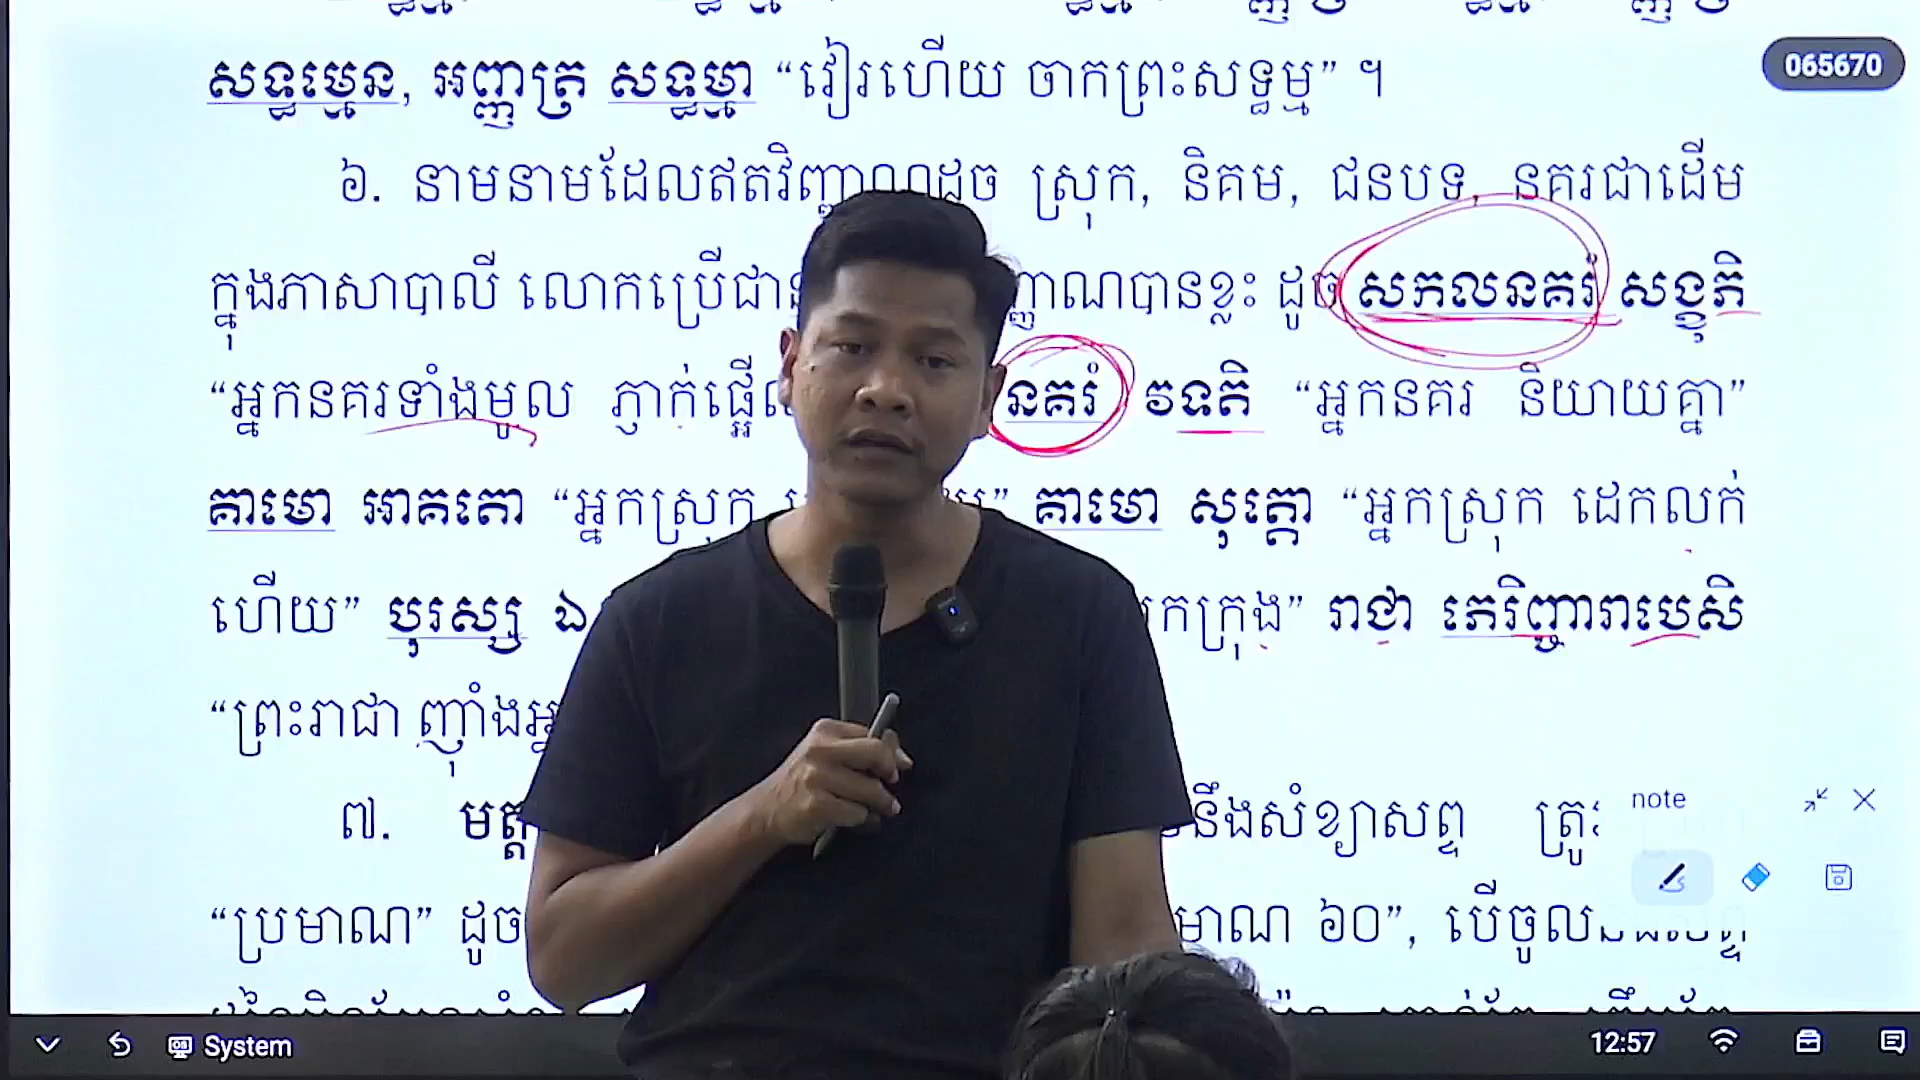 សទ្ធម្មេន, អញ្ញត្រ សទ្ធម្មា “វៀរហើយ ចាកព្រះសទ្ធម្ម” ។
065670
៦. នាមនាមដែលឥតវិញ្ញាណដូច ស្រុក, និគម, ជនបទ, នគរជាដើម
ក្នុងភាសាបាលី លោកប្រើជា ញ្ញាណបានខ្លះ ដូច សកលនគរំ សង្ខុភិ
“អ្នកនគរទាំងមូល ភ្ញាក់ផ្អើល នគរំ វទតិ “អ្នកនគរ និយាយគ្នា”
គាមោ អាគតោ “អ្នកស្រុក គាមោ សុត្តោ “អ្នកស្រុក ដេកលក់
ហើយ” បុរស្ស ឯ កក្រុង” រាជា ភេរិញ្ចារាបេសិ
“ព្រះរាជា ញ៉ាំងអ្ន
៧. មត្ត នឹងសំខ្យាសព្ទ ត្រូ
note
“ប្រមាណ” ដូច មាណ ៦០”, បើចូល
System
12:57